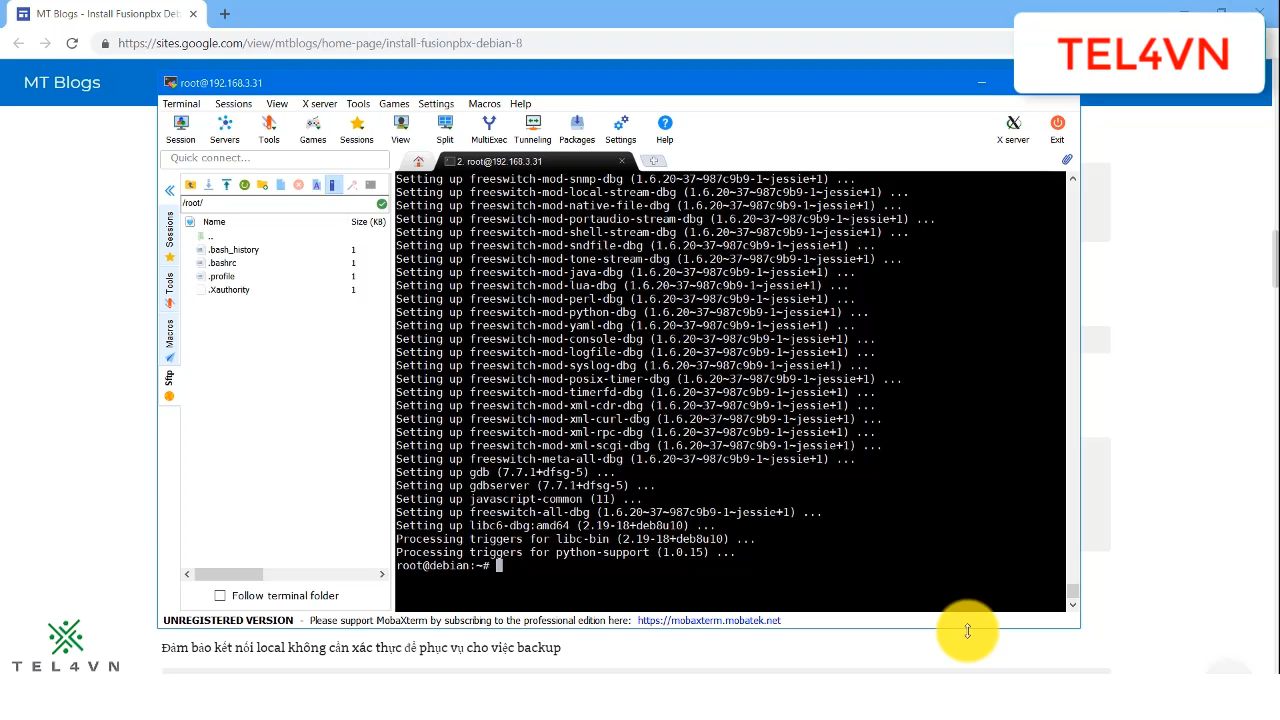 MT Blogs - Install Fusionpbx Deb
https://sites.google.com/view/mtblogs/home-page/install-fusionpbx-debian-8
TEL4VN
MT Blogs
root@192.168.3.31
Terminal Sessions View X server Tools Games Settings Macros Help
Session Servers Tools Games Sessions View Split MultiExec Tunneling Packages Settings Help X server Exit
Quick connect...
2. root@192.168.3.31
/root/
Name Size (KB)
..
.bash_history 1
.bashrc 1
.profile 1
.Xauthority 1
Sessions
Tools
Macros
Sftp
Setting up freeswitch-mod-snmp-dbg (1.6.20~37~987c9b9-1~jessie+1) ...
Setting up freeswitch-mod-local-stream-dbg (1.6.20~37~987c9b9-1~jessie+1) ...
Setting up freeswitch-mod-native-file-dbg (1.6.20~37~987c9b9-1~jessie+1) ...
Setting up freeswitch-mod-portaudio-stream-dbg (1.6.20~37~987c9b9-1~jessie+1) ...
Setting up freeswitch-mod-shell-stream-dbg (1.6.20~37~987c9b9-1~jessie+1) ...
Setting up freeswitch-mod-sndfile-dbg (1.6.20~37~987c9b9-1~jessie+1) ...
Setting up freeswitch-mod-tone-stream-dbg (1.6.20~37~987c9b9-1~jessie+1) ...
Setting up freeswitch-mod-java-dbg (1.6.20~37~987c9b9-1~jessie+1) ...
Setting up freeswitch-mod-lua-dbg (1.6.20~37~987c9b9-1~jessie+1) ...
Setting up freeswitch-mod-perl-dbg (1.6.20~37~987c9b9-1~jessie+1) ...
Setting up freeswitch-mod-python-dbg (1.6.20~37~987c9b9-1~jessie+1) ...
Setting up freeswitch-mod-yaml-dbg (1.6.20~37~987c9b9-1~jessie+1) ...
Setting up freeswitch-mod-console-dbg (1.6.20~37~987c9b9-1~jessie+1) ...
Setting up freeswitch-mod-logfile-dbg (1.6.20~37~987c9b9-1~jessie+1) ...
Setting up freeswitch-mod-syslog-dbg (1.6.20~37~987c9b9-1~jessie+1) ...
Setting up freeswitch-mod-posix-timer-dbg (1.6.20~37~987c9b9-1~jessie+1) ...
Setting up freeswitch-mod-timerfd-dbg (1.6.20~37~987c9b9-1~jessie+1) ...
Setting up freeswitch-mod-xml-cdr-dbg (1.6.20~37~987c9b9-1~jessie+1) ...
Setting up freeswitch-mod-xml-curl-dbg (1.6.20~37~987c9b9-1~jessie+1) ...
Setting up freeswitch-mod-xml-rpc-dbg (1.6.20~37~987c9b9-1~jessie+1) ...
Setting up freeswitch-mod-xml-scgi-dbg (1.6.20~37~987c9b9-1~jessie+1) ...
Setting up freeswitch-meta-all-dbg (1.6.20~37~987c9b9-1~jessie+1) ...
Setting up gdb (7.7.1+dfsg-5) ...
Setting up gdbserver (7.7.1+dfsg-5) ...
Setting up javascript-common (11) ...
Setting up freeswitch-all-dbg (1.6.20~37~987c9b9-1~jessie+1) ...
Setting up libc6-dbg:amd64 (2.19-18+deb8u10) ...
Processing triggers for libc-bin (2.19-18+deb8u10) ...
Processing triggers for python-support (1.0.15) ...
root@debian:~#
Follow terminal folder
UNREGISTERED VERSION - Please support MobaXterm by subscribing to the professional edition here: https://mobaxterm.mobatek.net
Đảm bảo kết nối local không cần xác thực để phục vụ cho việc backup
TEL4VN